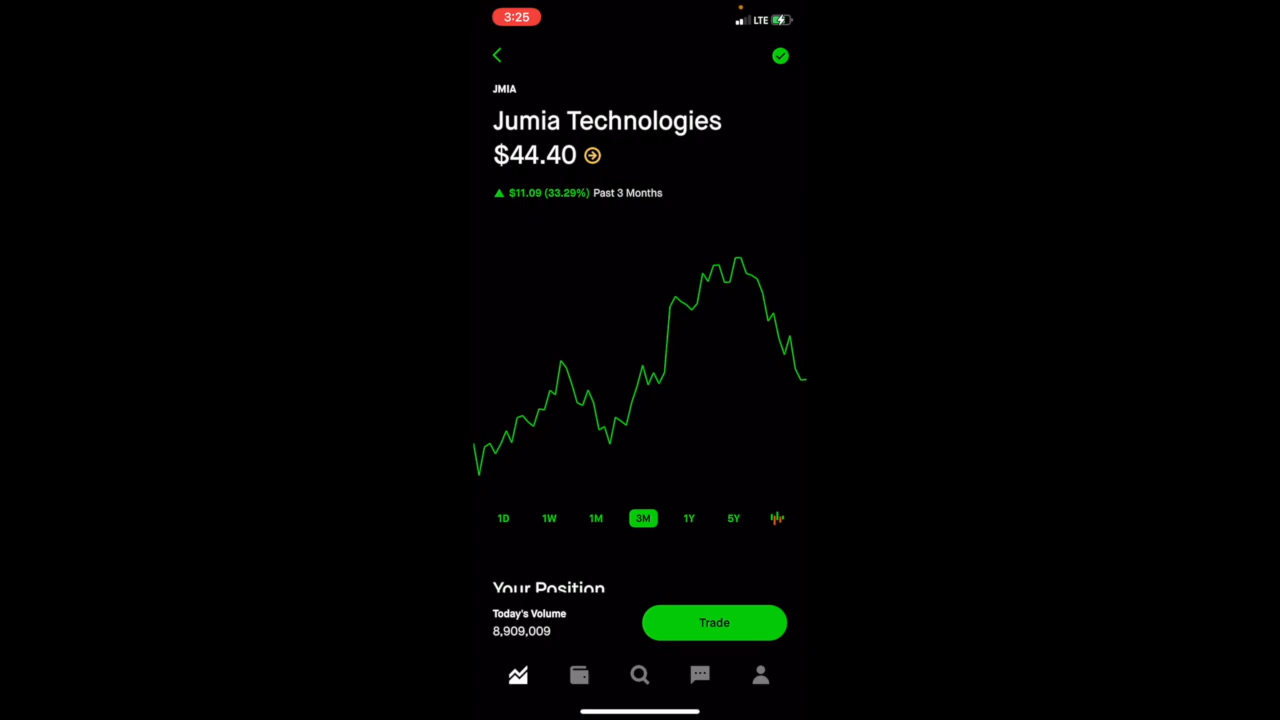 3:25
LTE
JMIA
Jumia Technologies
$44.40
$11.09 (33.29%) Past 3 Months
1D 1W 1M 3M 1Y 5Y
Your Position
Today's Volume
8,909,009
Trade